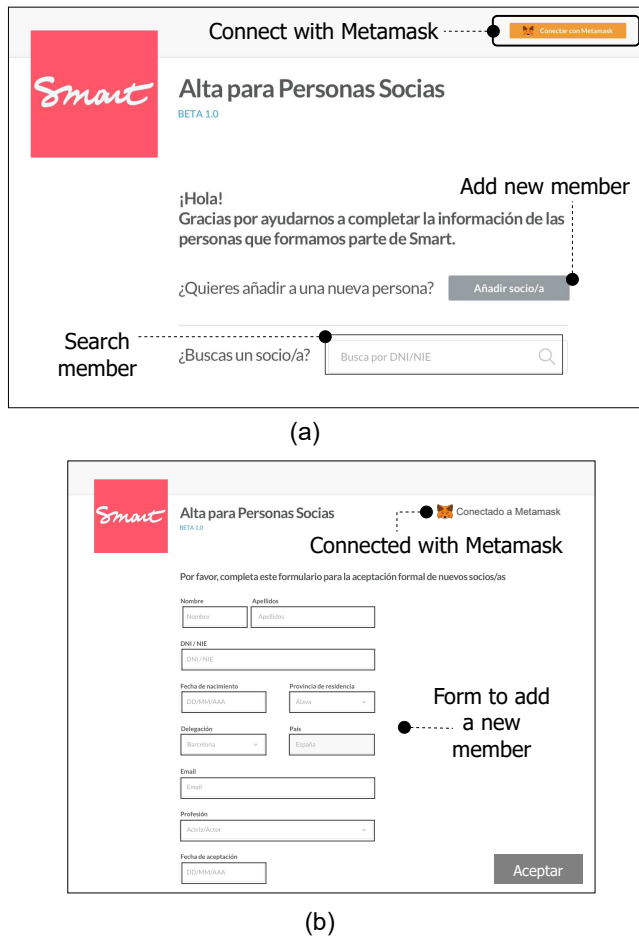 Connect with Metamask
Conectar con Metamask
Smart
Alta para Personas Socias
BETA 1.0
¡Hola!
Gracias por ayudarnos a completar la información de las
personas que formamos parte de Smart.
Add new member
¿Quieres añadir a una nueva persona?
Añadir socio/a
Search
member
¿Buscas un socio/a?
Busca por DNI/NIE
(a)
Smart
Alta para Personas Socias
BETA 1.0
Conectado a Metamask
Connected with Metamask
Por favor, completa este formulario para la aceptación formal de nuevos socios/as
Nombre Apellidos
Nombre Apellidos
DNI / NIE
DNI / NIE
Fecha de nacimiento Provincia de residencia
DD/MM/AAA Álava
Delegación País
Barcelona España
Email
Email
Profesión
Actriz/Actor
Fecha de aceptación
DD/MM/AAA
Form to add
a new
member
Aceptar
(b)